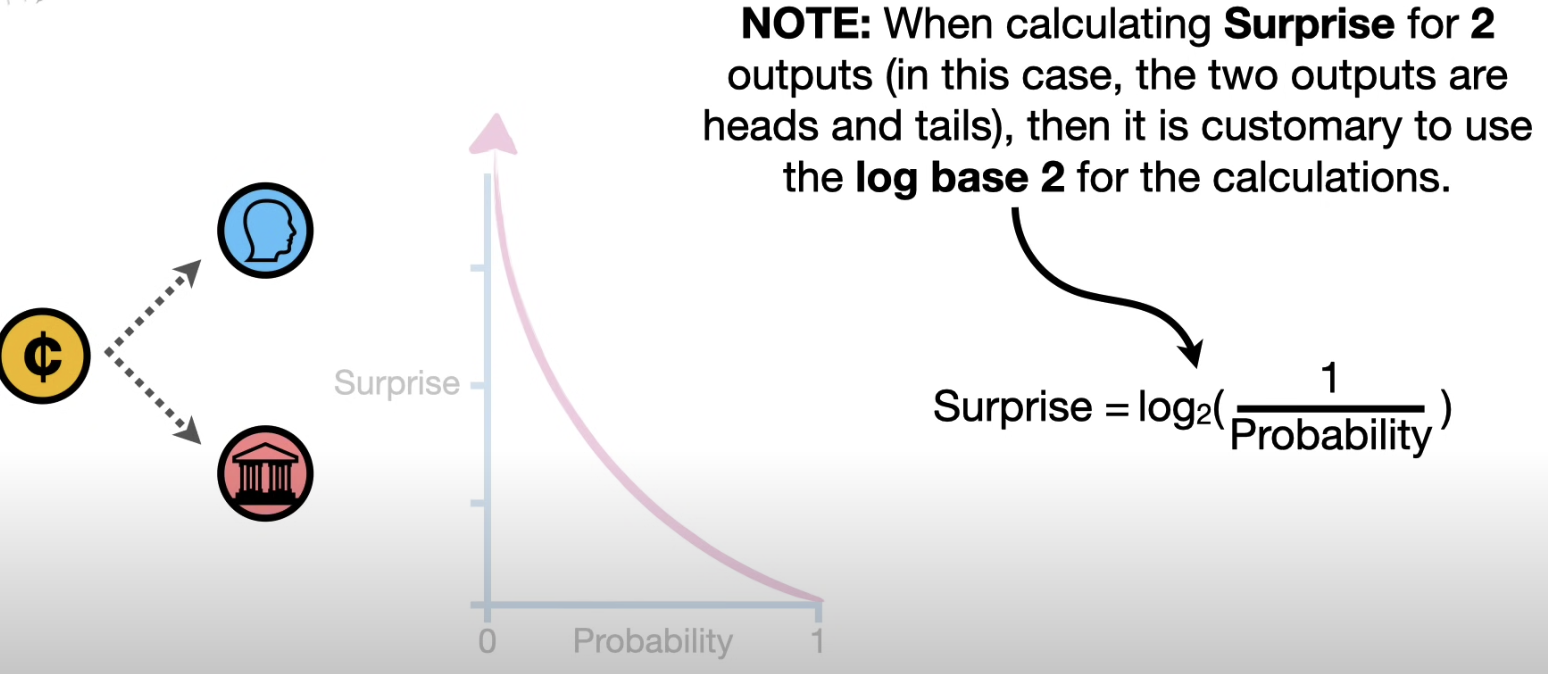 NOTE: When calculating Surprise for 2
outputs (in this case, the two outputs are
heads and tails), then it is customary to use
the log base 2 for the calculations.
¢
Surprise
Surprise = log₂( 1 / Probability )
0 Probability 1